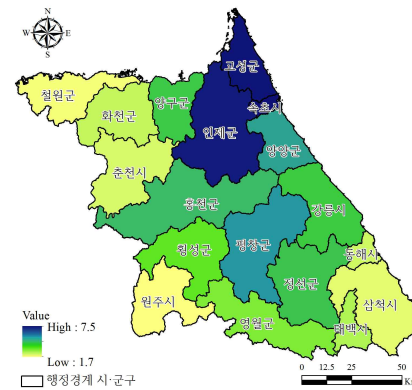 N
W E
S
고성군
철원군
속초시
양구군
화천군
인제군
양양군
춘천시
홍천군
강릉시
평창군
횡성군
동해시
정선군
원주시
삼척시
영월군
태백시
Value
High : 7.5
Low : 1.7
행정경계 시·군구
0 12.5 25 50
K